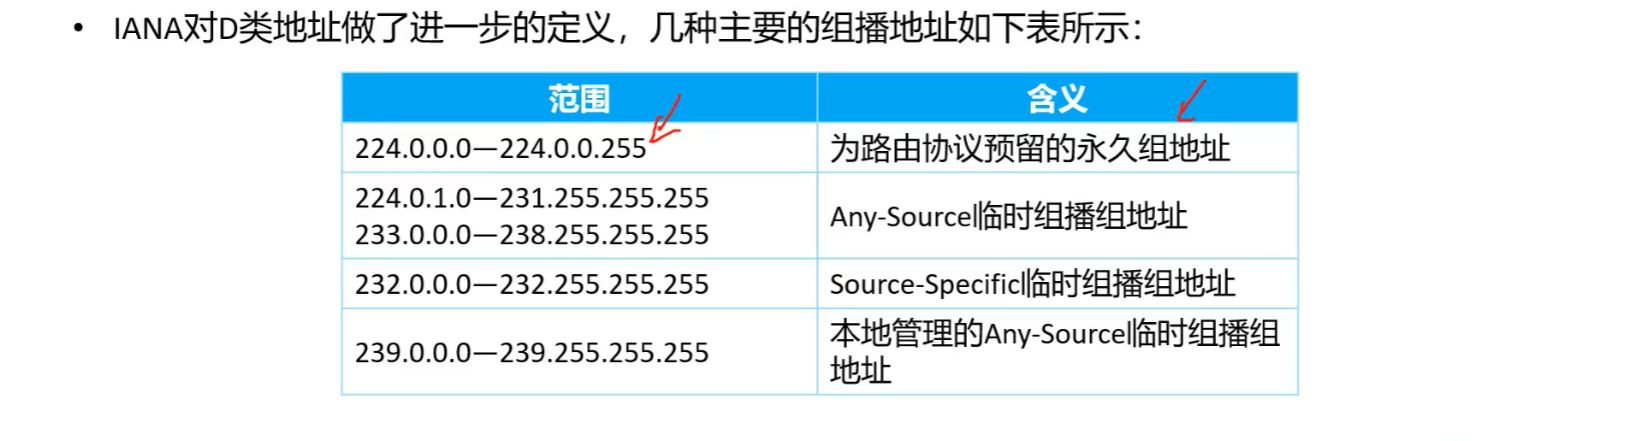 • IANA对D类地址做了进一步的定义，几种主要的组播地址如下表所示：
范围 含义
224.0.0.0—224.0.0.255 为路由协议预留的永久组地址
224.0.1.0—231.255.255.255
233.0.0.0—238.255.255.255
Any-Source临时组播组地址
232.0.0.0—232.255.255.255 Source-Specific临时组播组地址
239.0.0.0—239.255.255.255
本地管理的Any-Source临时组播组
地址